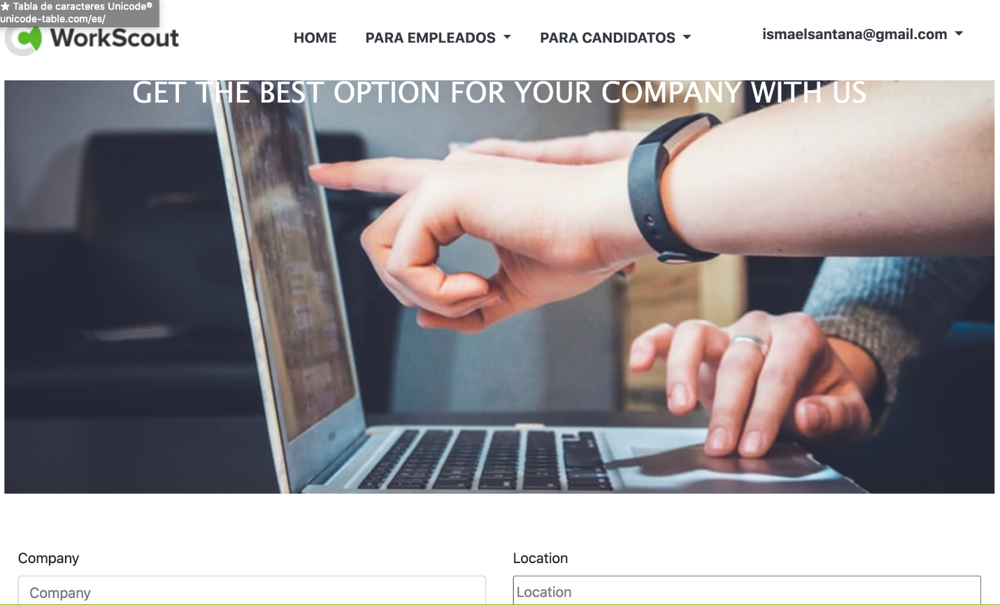 ★ Tabla de caracteres Unicode®
unicode-table.com/es/
WorkScout
HOME
PARA EMPLEADOS
PARA CANDIDATOS
ismaelsantana@gmail.com
GET THE BEST OPTION FOR YOUR COMPANY WITH US
Company
Location
Company
Location